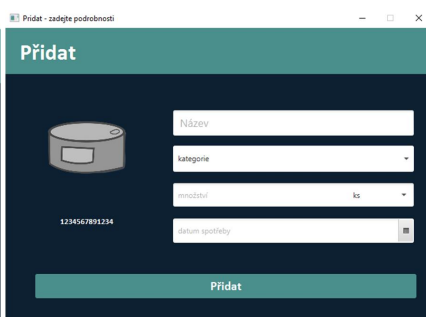 Pridat - zadejte podrobnosti
Přidat
Název
kategorie
množství ks
1234567891234
datum spotřeby
Přidat